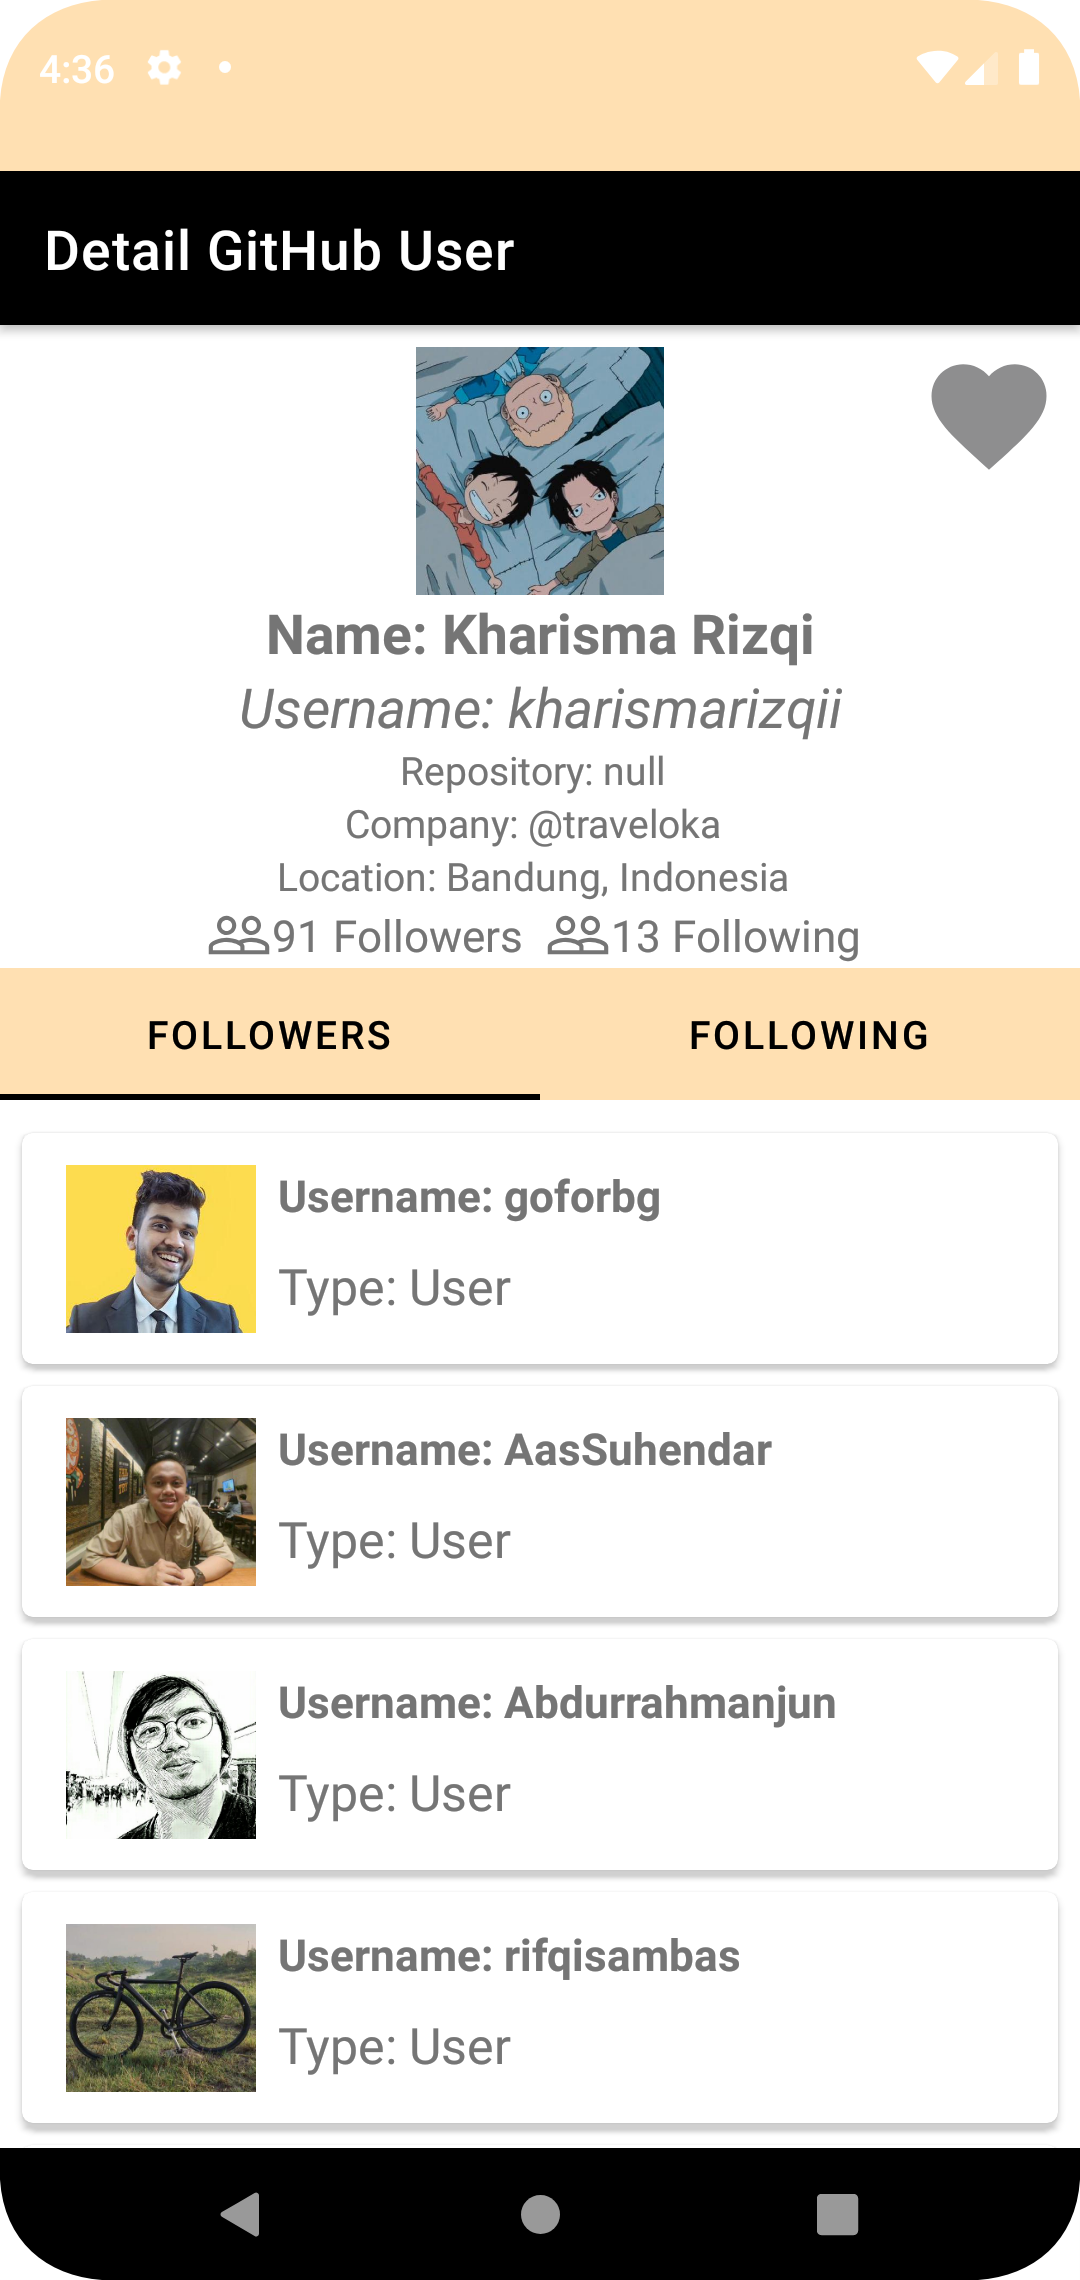 4:36
Detail GitHub User
Name: Kharisma Rizqi
Username: kharismarizqii
Repository: null
Company: @traveloka
Location: Bandung, Indonesia
91 Followers 13 Following
FOLLOWERS FOLLOWING
Username: goforbg
Type: User
Username: AasSuhendar
Type: User
Username: Abdurrahmanjun
Type: User
Username: rifqisambas
Type: User